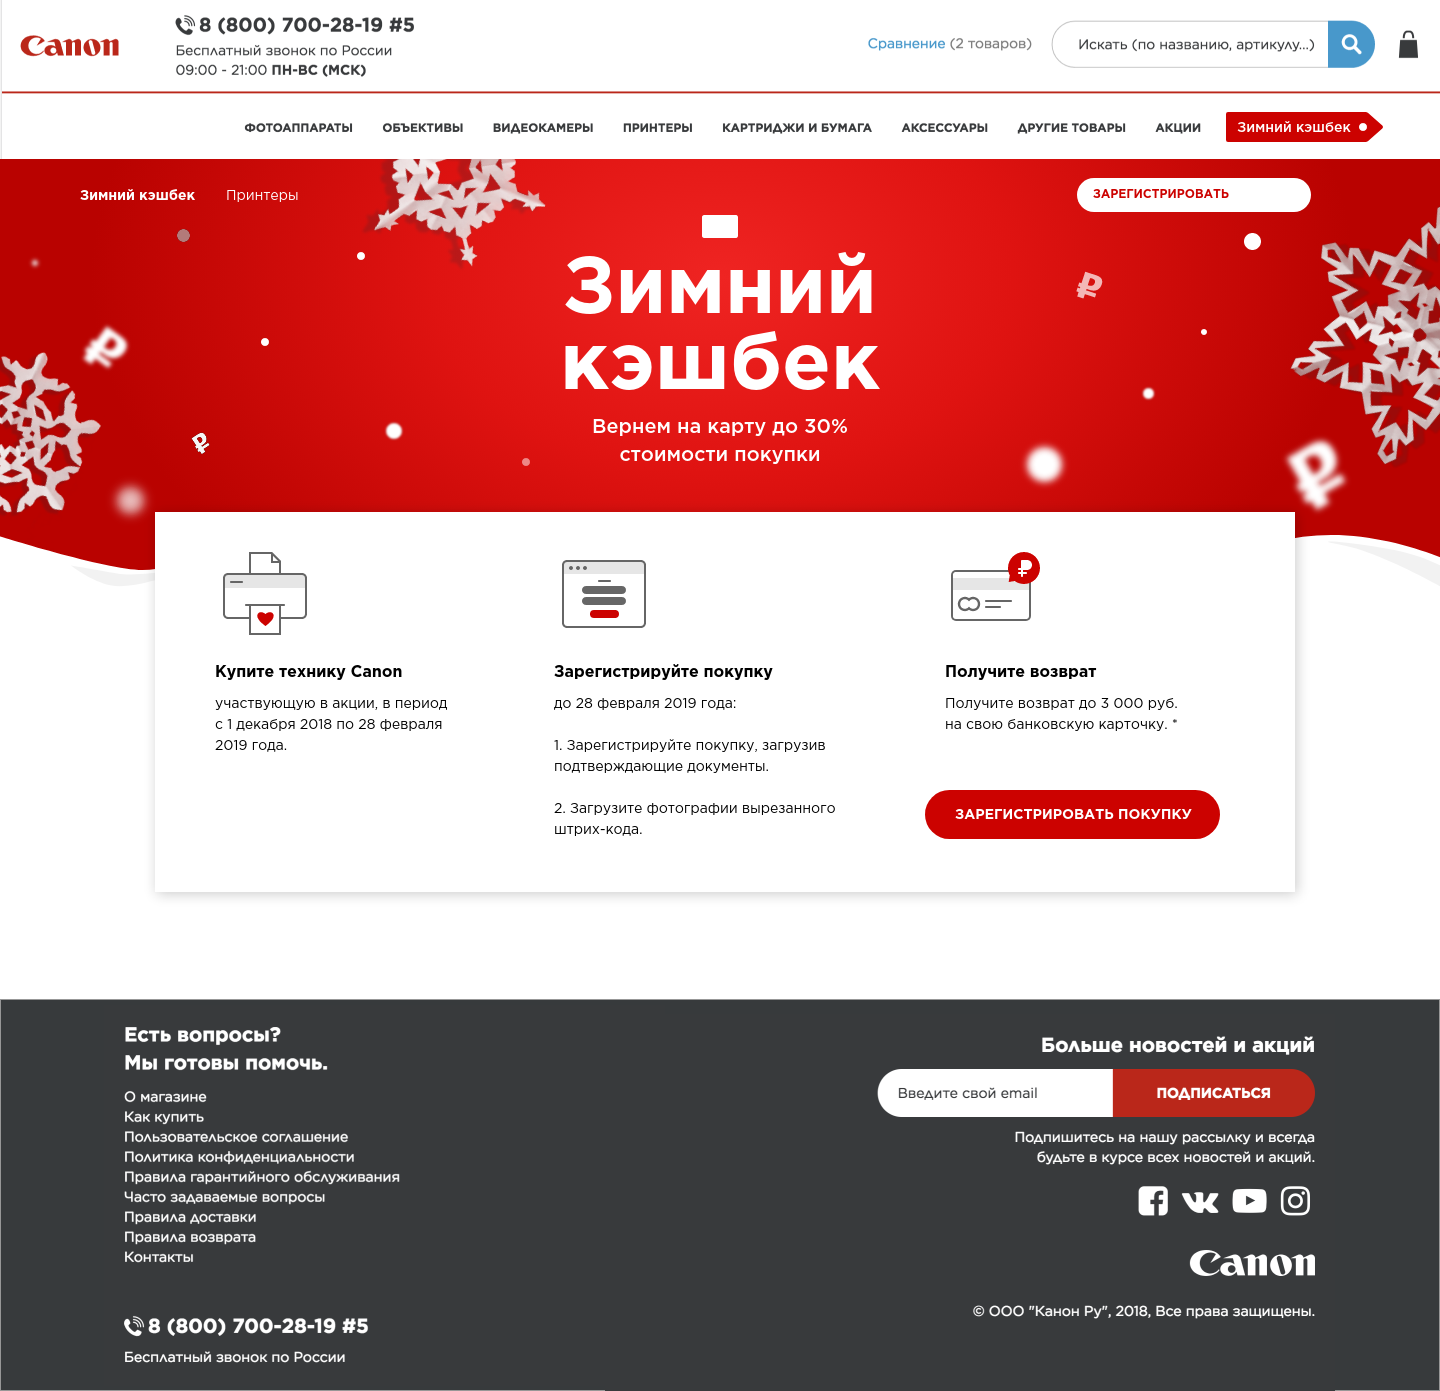 Canon
8 (800) 700-28-19 #5
Бесплатный звонок по России
09:00 - 21:00 ПН-ВС (МСК)
Сравнение (2 товаров)
Искать (по названию, артикулу...)
ФОТОАППАРАТЫ ОБЪЕКТИВЫ ВИДЕОКАМЕРЫ ПРИНТЕРЫ КАРТРИДЖИ И БУМАГА АКСЕССУАРЫ ДРУГИЕ ТОВАРЫ АКЦИИ Зимний кэшбек
Зимний кэшбек Принтеры
ЗАРЕГИСТРИРОВАТЬ
Зимний
кэшбек
Вернем на карту до 30%
стоимости покупки
Купите технику Canon
участвующую в акции, в период
с 1 декабря 2018 по 28 февраля
2019 года.
Зарегистрируйте покупку
до 28 февраля 2019 года:
1. Зарегистрируйте покупку, загрузив
подтверждающие документы.
2. Загрузите фотографии вырезанного
штрих-кода.
Получите возврат
Получите возврат до 3 000 руб.
на свою банковскую карточку. *
ЗАРЕГИСТРИРОВАТЬ ПОКУПКУ
Есть вопросы?
Мы готовы помочь.
О магазине
Как купить
Пользовательское соглашение
Политика конфиденциальности
Правила гарантийного обслуживания
Часто задаваемые вопросы
Правила доставки
Правила возврата
Контакты
8 (800) 700-28-19 #5
Бесплатный звонок по России
Больше новостей и акций
Введите свой email
ПОДПИСАТЬСЯ
Подпишитесь на нашу рассылку и всегда
будьте в курсе всех новостей и акций.
Canon
© ООО "Канон Ру", 2018, Все права защищены.